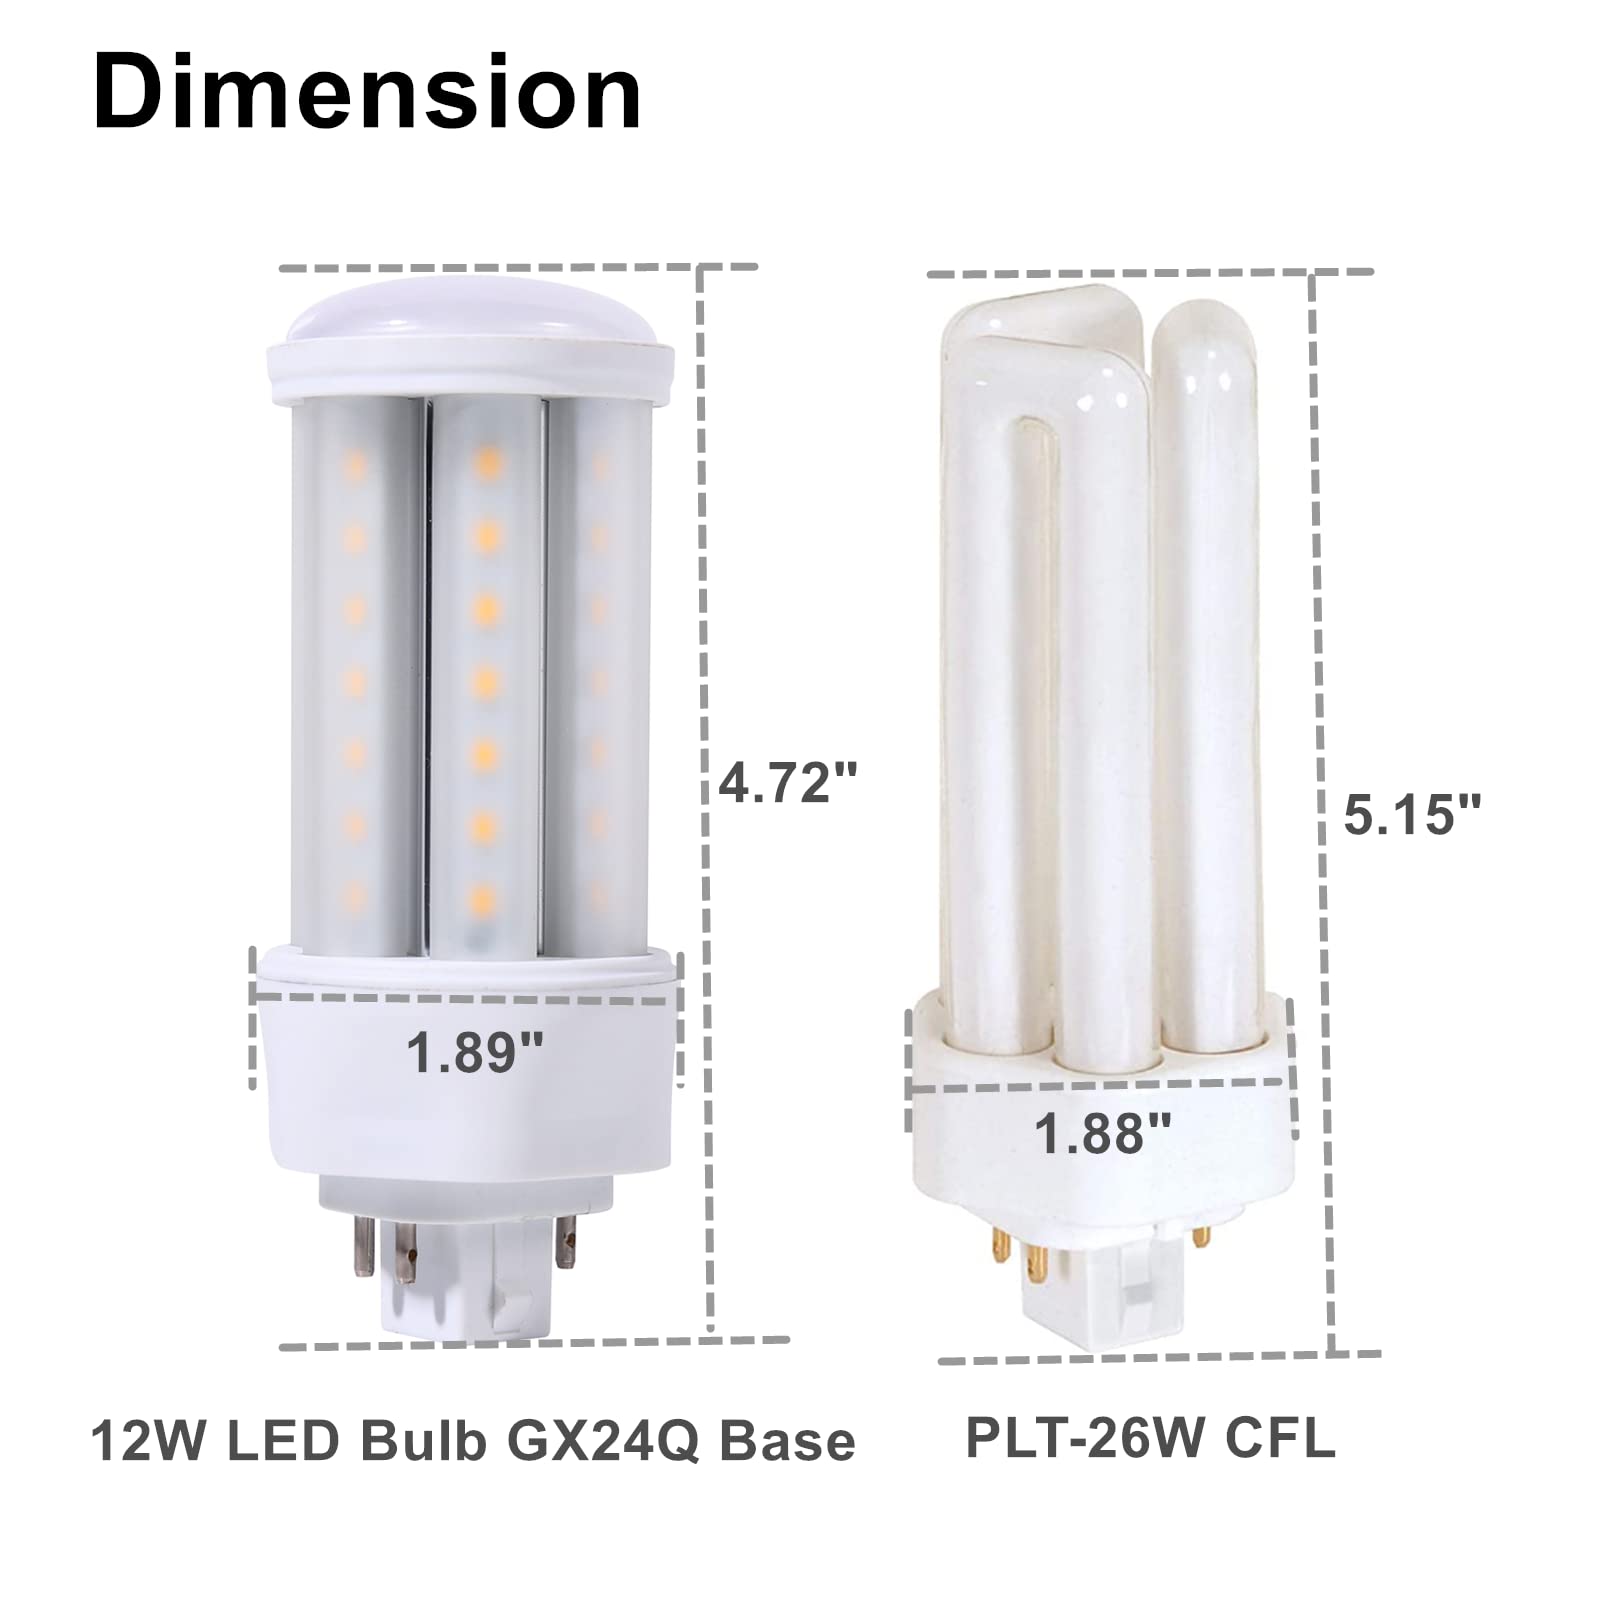 Dimension
4.72"
5.15"
1.89"
1.88"
12W LED Bulb GX24Q Base
PLT-26W CFL